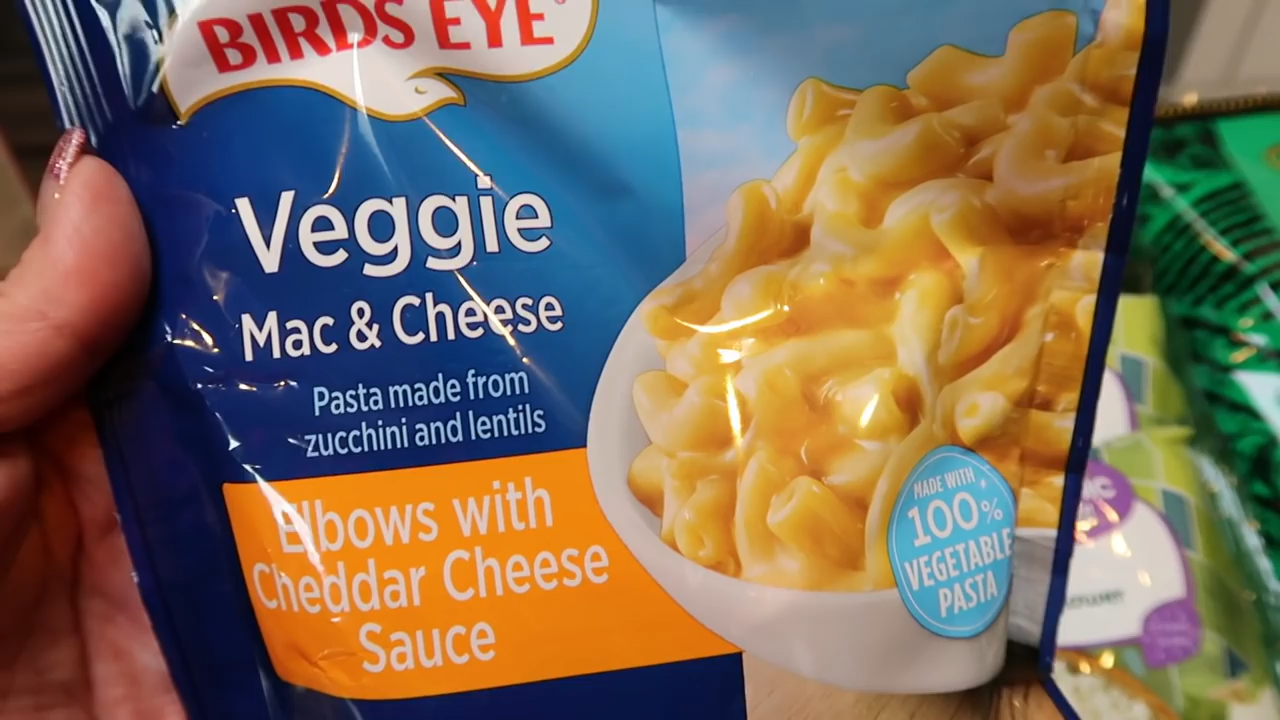 BIRDS EYE
Veggie
Mac & Cheese
Pasta made from
zucchini and lentils
Elbows with
Cheddar Cheese
Sauce
MADE WITH
100%
VEGETABLE
PASTA